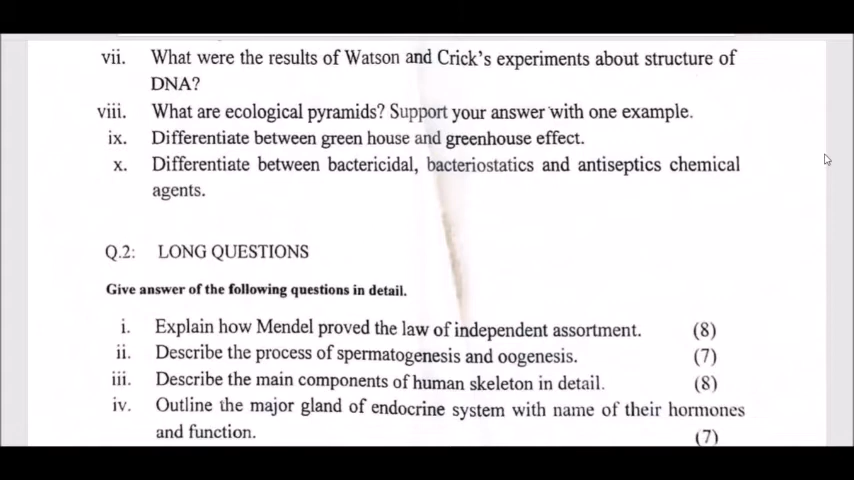 vii. What were the results of Watson and Crick's experiments about structure of
DNA?
viii. What are ecological pyramids? Support your answer with one example.
ix. Differentiate between green house and greenhouse effect.
x. Differentiate between bactericidal, bacteriostatics and antiseptics chemical
agents.
Q.2: LONG QUESTIONS
Give answer of the following questions in detail.
i. Explain how Mendel proved the law of independent assortment. (8)
ii. Describe the process of spermatogenesis and oogenesis. (7)
iii. Describe the main components of human skeleton in detail. (8)
iv. Outline the major gland of endocrine system with name of their hormones
and function. (7)